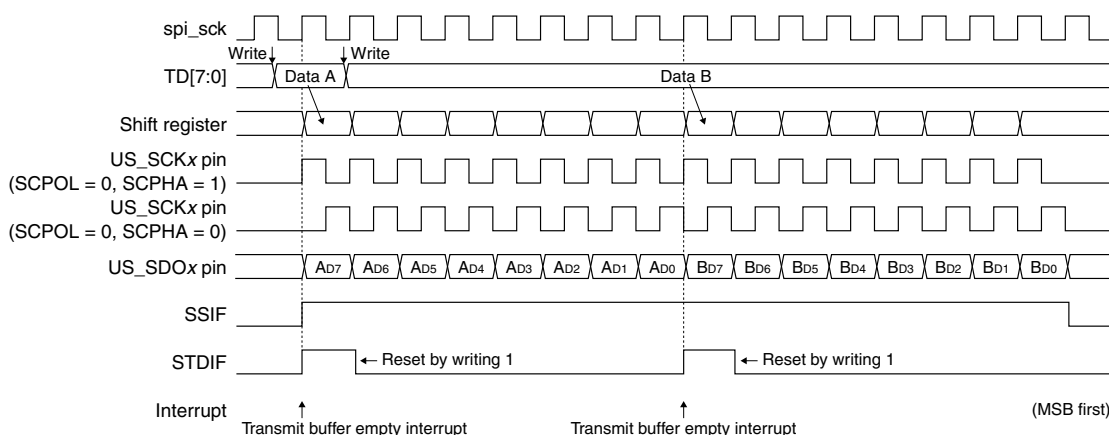 spi_sck
Write Write
TD[7:0] Data A Data B
Shift register
US_SCKx pin
(SCPOL = 0, SCPHA = 1)
US_SCKx pin
(SCPOL = 0, SCPHA = 0)
US_SDOx pin AD7 AD6 AD5 AD4 AD3 AD2 AD1 AD0 BD7 BD6 BD5 BD4 BD3 BD2 BD1 BD0
SSIF
STDIF Reset by writing 1 Reset by writing 1
Interrupt (MSB first)
Transmit buffer empty interrupt Transmit buffer empty interrupt